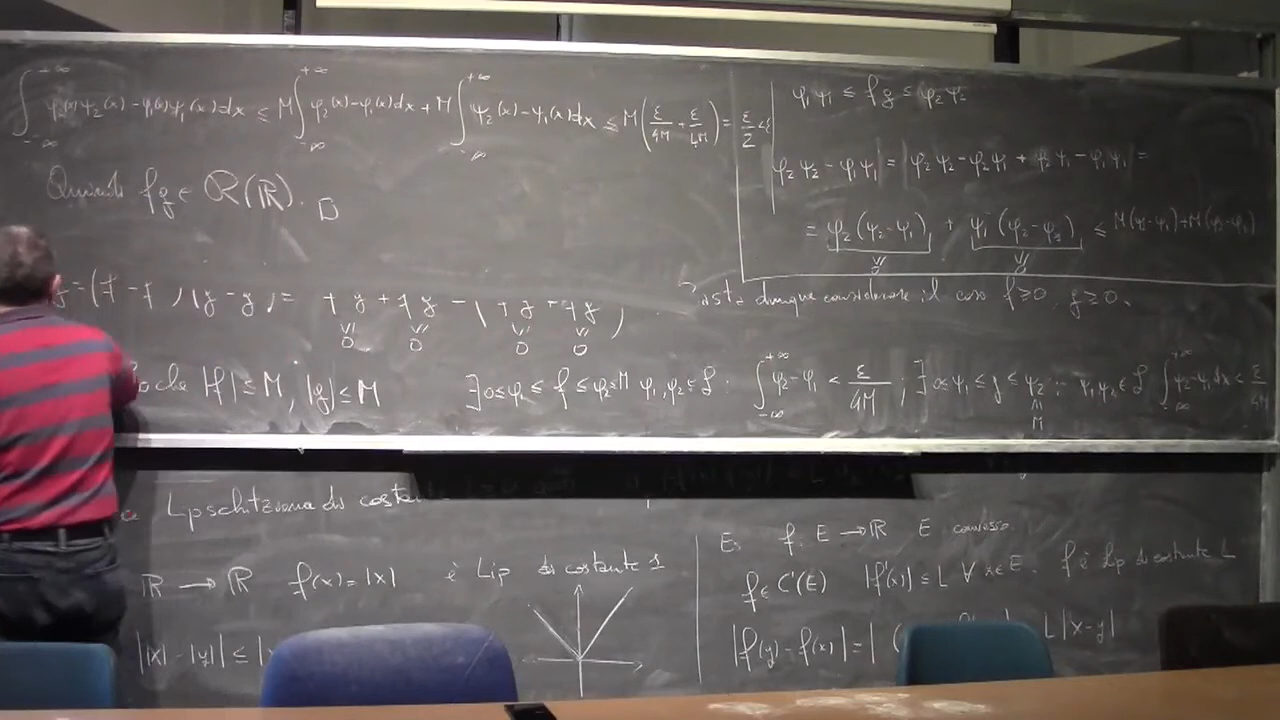 ∫_{-∞}^{+∞} φ₂(x)ψ₂(x) - φ₁(x)ψ₁(x) dx ≤ M ∫_{-∞}^{+∞} φ₂(x) - φ₁(x) dx + M ∫_{-∞}^{+∞} ψ₂(x) - ψ₁(x) dx ≤ M(ε/4M + ε/4M) = ε/2 < ε
Quindi fg ∈ R(ℝ). □
φ₁ψ₁ ≤ fg ≤ φ₂ψ₂
|φ₂ψ₂ - φ₁ψ₁| = |φ₂ψ₂ - φ₂ψ₁ + φ₂ψ₁ - φ₁ψ₁| =
= φ₂(ψ₂-ψ₁) + ψ₁(φ₂-φ₁) ≤ M(ψ₂-ψ₁)+M(φ₂-φ₁)
dunque considerare il caso f≥0, g≥0.
che |f| ≤ M, |g| ≤ M
∃ 0≤φ₁ ≤ f ≤ φ₂≤M φ₁,φ₂ ∈ S : ∫_{-∞}^{+∞} φ₂-φ₁ < ε/4M ; ∃ 0≤ψ₁ ≤ g ≤ ψ₂ ≤ M : ψ₁,ψ₂ ∈ S ∫_{-∞}^{+∞} ψ₂-ψ₁ dx < ε/4M
Lipschitziana di
ℝ → ℝ f(x)=|x| è Lip di costante 1
|x| - |y| ≤
Es f: E → ℝ E convesso.
f ∈ C¹(E) |f'(x)| ≤ L ∀ x∈E. f è Lip di costante L
|f(y) - f(x)| = |
L|x-y|